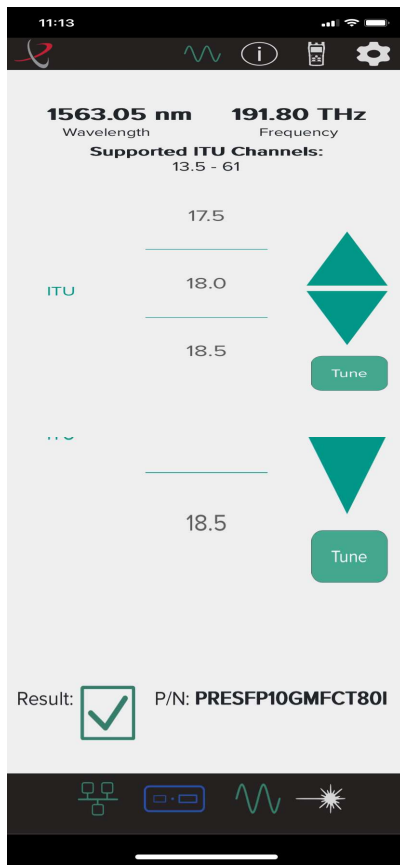 11:13
1563.05 nm 191.80 THz
Wavelength Frequency
Supported ITU Channels:
13.5 - 61
17.5
ITU 18.0
18.5
Tune
18.5
Tune
Result: P/N: PRESFP10GMFCT80I